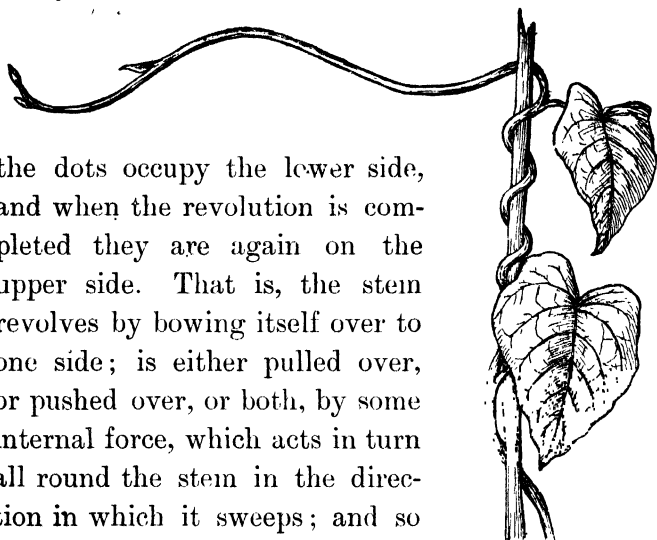 the dots occupy the lower side,
and when the revolution is com-
pleted they are again on the
upper side. That is, the stem
revolves by bowing itself over to
one side; is either pulled over,
or pushed over, or both, by some
internal force, which acts in turn
all round the stem in the direc-
tion in which it sweeps; and so